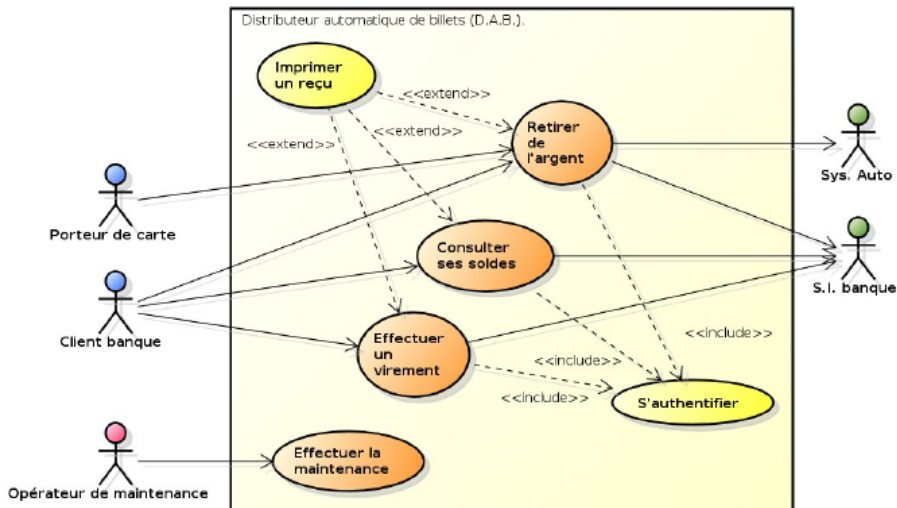 Distributeur automatique de billets (D.A.B.).
Imprimer
un reçu
<<extend>>
<<extend>>
<<extend>>
Retirer
de
l'argent
Sys. Auto
Porteur de carte
Consulter
ses soldes
S.I. banque
Client banque
Effectuer
un
virement
<<include>>
<<include>>
<<include>>
S'authentifier
Effectuer la
maintenance
Opérateur de maintenance